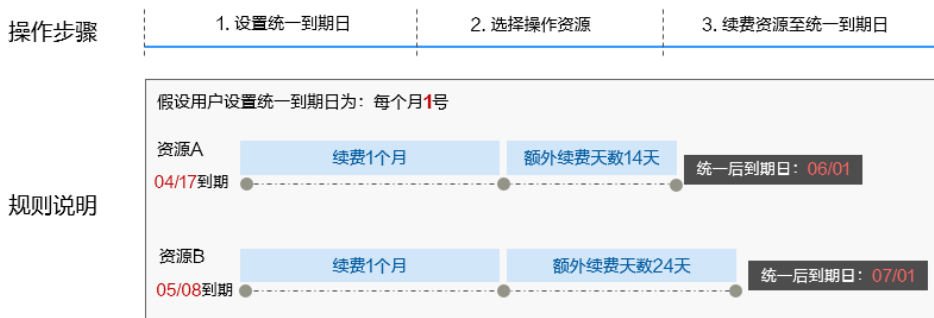 操作步骤
1. 设置统一到期日
2. 选择操作资源
3. 续费资源至统一到期日
规则说明
假设用户设置统一到期日为：每个月1号
资源A
04/17到期
续费1个月
额外续费天数14天
统一后到期日：06/01
资源B
05/08到期
续费1个月
额外续费天数24天
统一后到期日：07/01